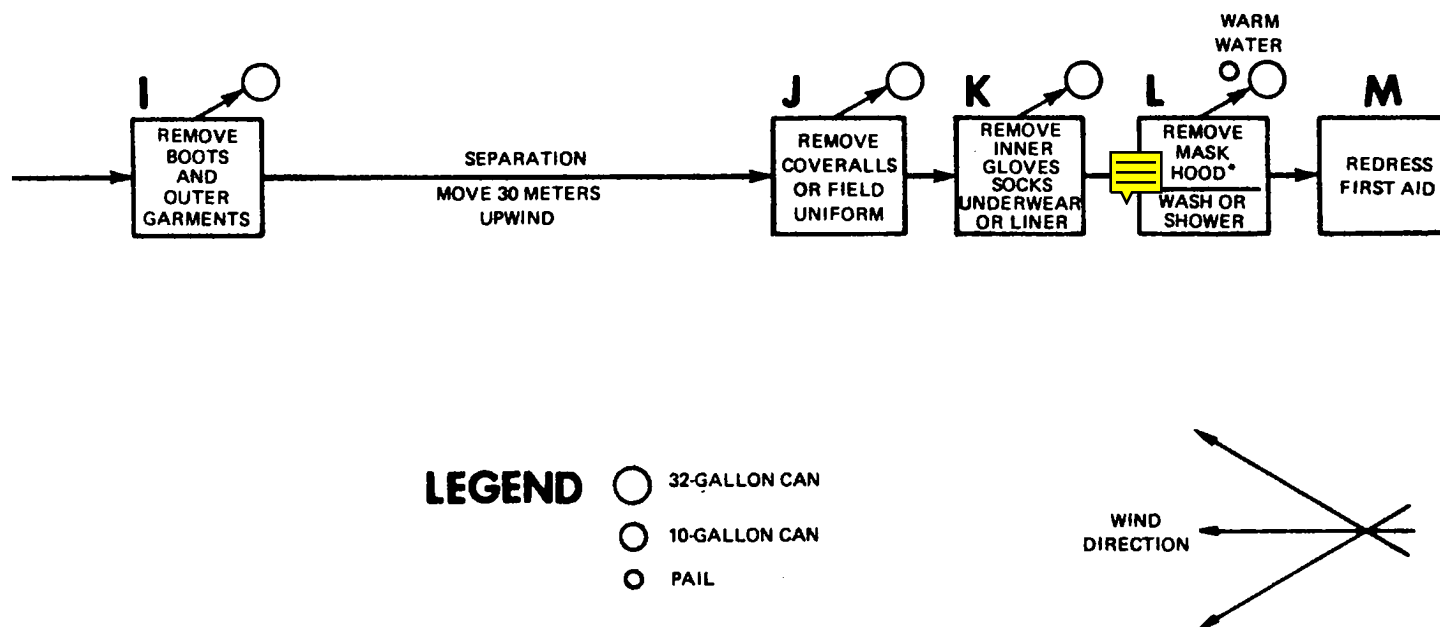 WARM
WATER
I
J
K
L
M
REMOVE
BOOTS
AND
OUTER
GARMENTS
SEPARATION
MOVE 30 METERS
UPWIND
REMOVE
COVERALLS
OR FIELD
UNIFORM
REMOVE
INNER
GLOVES
SOCKS
UNDERWEAR
OR LINER
REMOVE
MASK
HOOD*
WASH OR
SHOWER
REDRESS
FIRST AID
LEGEND
32-GALLON CAN
10-GALLON CAN
PAIL
WIND
DIRECTION